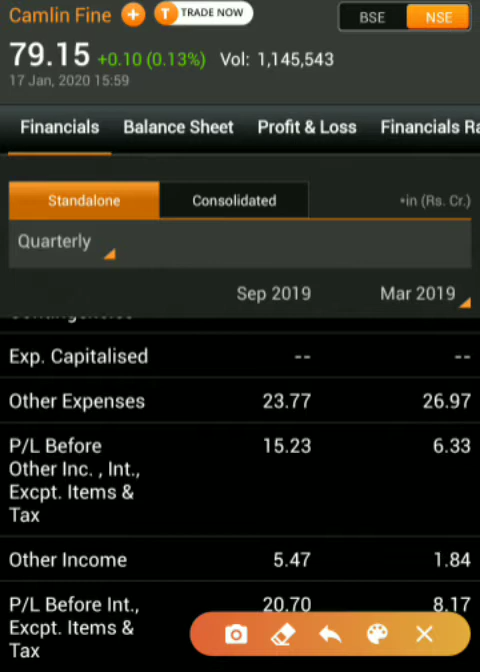 Camlin Fine + T TRADE NOW BSE NSE
79.15 +0.10 (0.13%) Vol: 1,145,543
17 Jan, 2020 15:59
Financials Balance Sheet Profit & Loss Financials Ra
Standalone Consolidated *in (Rs. Cr.)
Quarterly
Sep 2019 Mar 2019
Exp. Capitalised -- --
Other Expenses 23.77 26.97
P/L Before 15.23 6.33
Other Inc. , Int.,
Excpt. Items &
Tax
Other Income 5.47 1.84
P/L Before Int., 20.70 8.17
Excpt. Items &
Tax